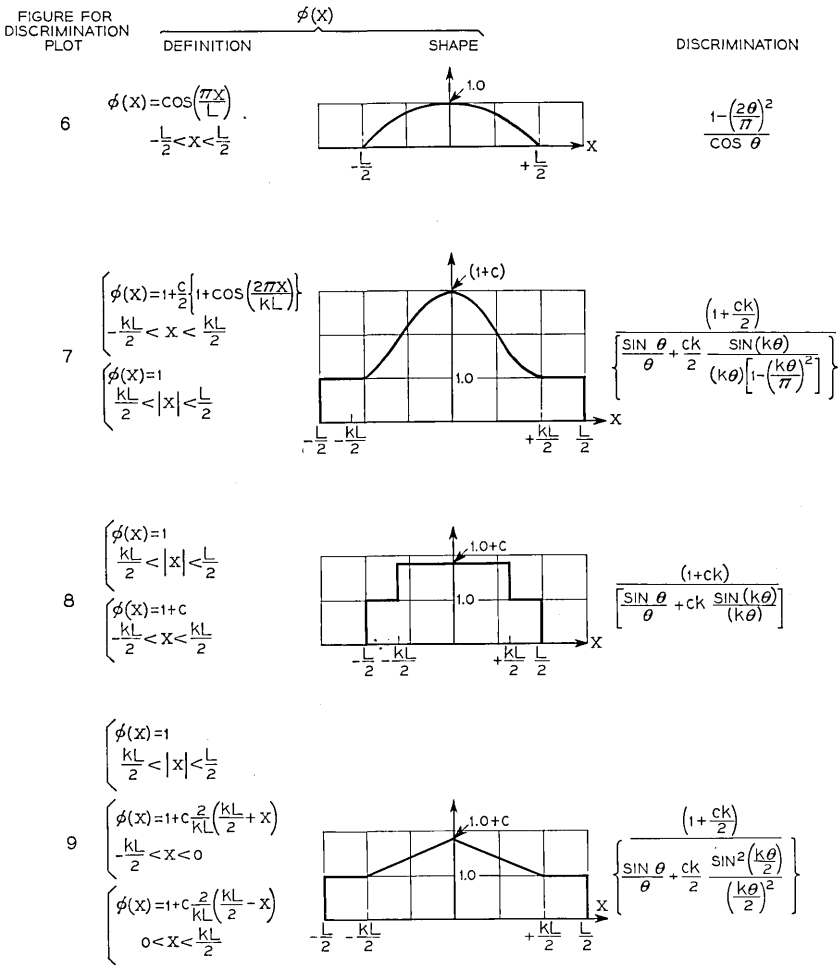 FIGURE FOR DISCRIMINATION PLOT
ϕ(X)
DEFINITION
SHAPE
DISCRIMINATION
6
ϕ(X)=COS(πX/L)
-L/2<X<L/2
1.0
X
-L/2
+L/2
(1-(2θ/π)²)/(COS θ)
7
ϕ(X)=1+C/2{1+COS(2πX/KL)}
-KL/2 < X < KL/2
ϕ(X)=1
KL/2 <|X|< L/2
(1+C)
1.0
X
-L/2 -KL/2
+KL/2 L/2
(1+CK/2)/{SIN θ/θ + CK/2 SIN(Kθ)/((Kθ)[1-(Kθ/π)²])}
8
ϕ(X)=1
KL/2 <|X|< L/2
ϕ(X)=1+C
-KL/2 < X < KL/2
1.0+C
1.0
X
-L/2 -KL/2
+KL/2 L/2
(1+CK)/[SIN θ/θ + CK SIN(Kθ)/(Kθ)]
9
ϕ(X)=1
KL/2 <|X|< L/2
ϕ(X)=1+C 2/KL(KL/2 + X)
-KL/2 <X<0
ϕ(X)=1+C 2/KL(KL/2 - X)
0<X< KL/2
1.0+C
1.0
X
-L/2 -KL/2
+KL/2 L/2
(1+CK/2)/{SIN θ/θ + CK/2 SIN²(Kθ/2)/(Kθ/2)²}